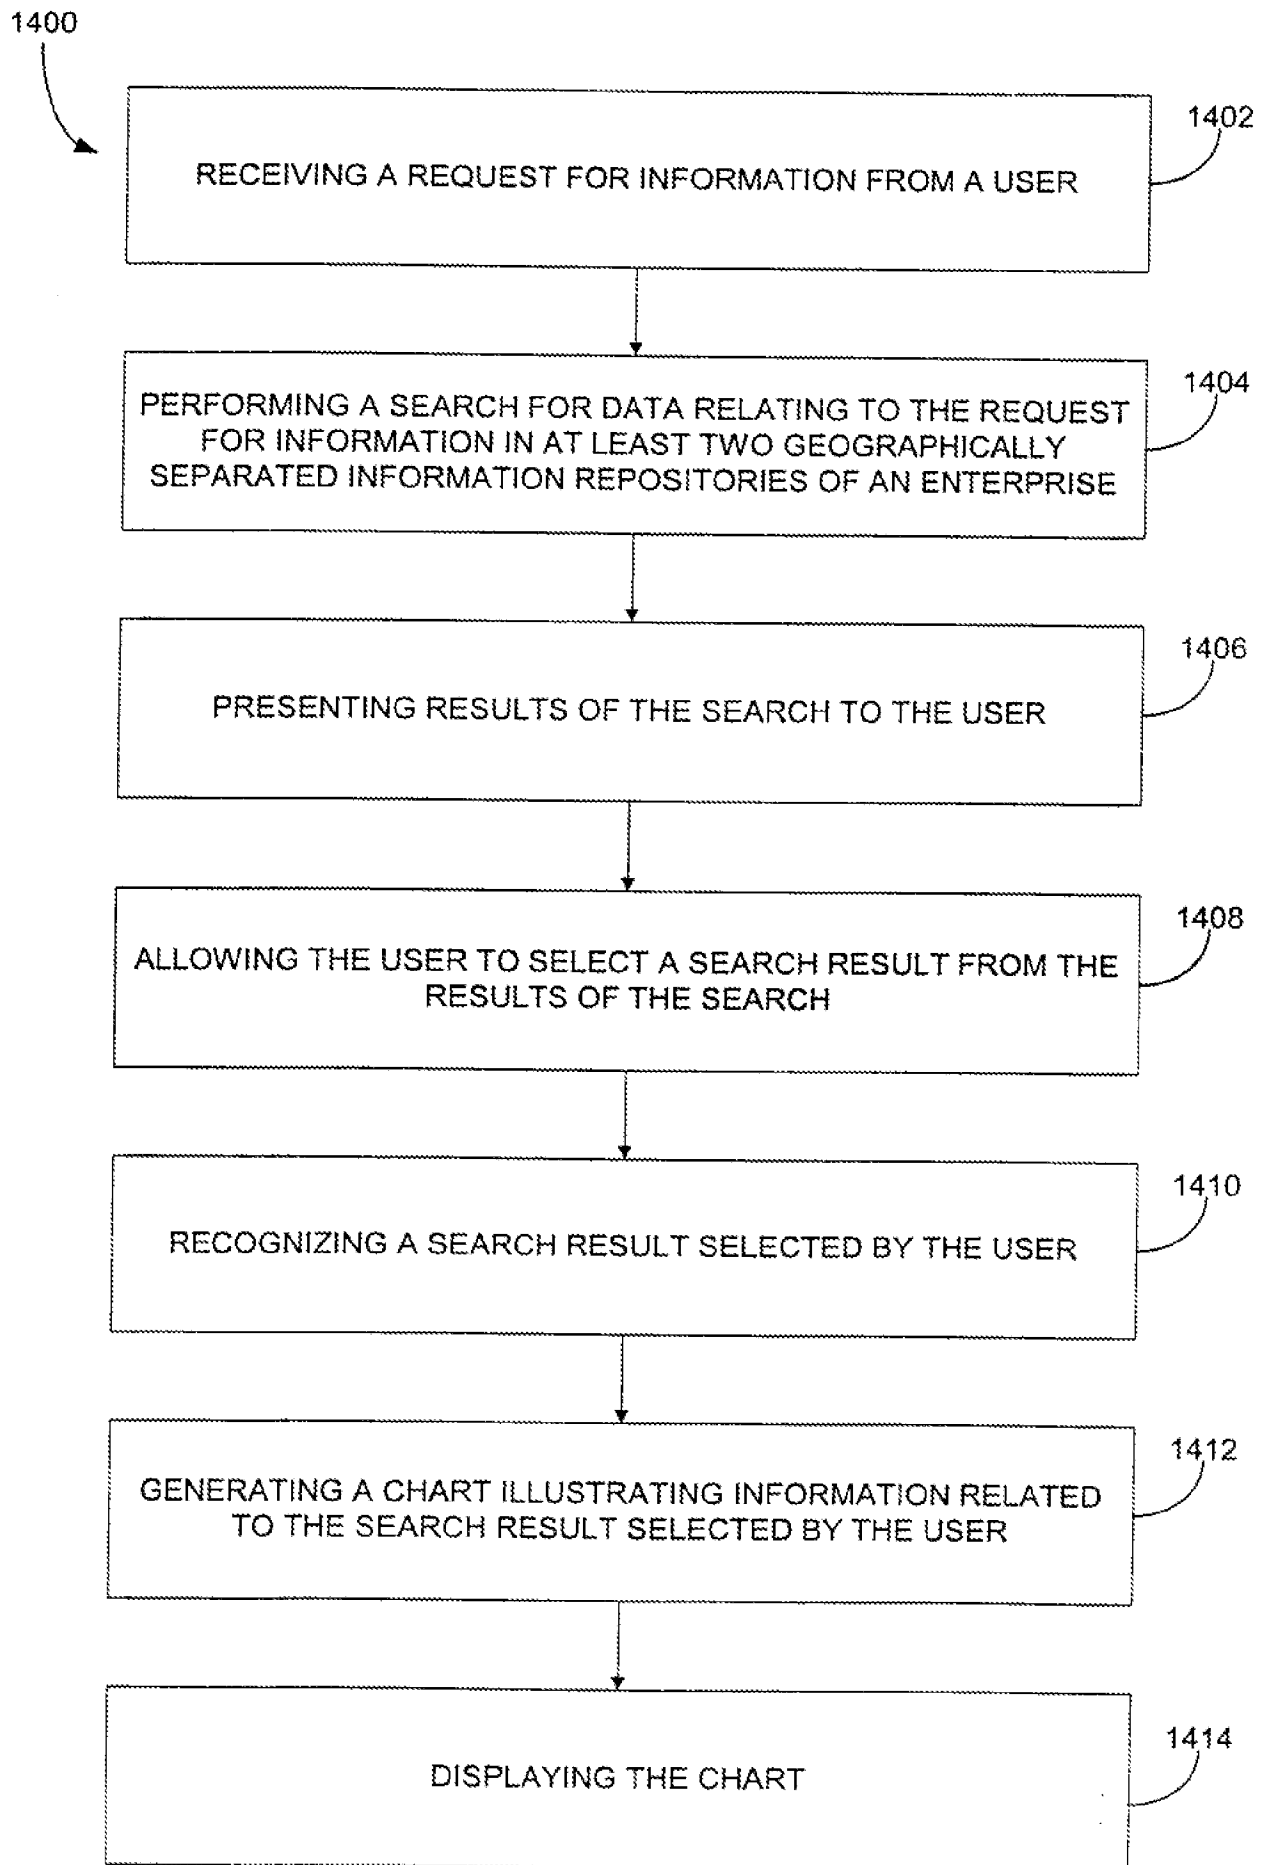 1400
1402
RECEIVING A REQUEST FOR INFORMATION FROM A USER
1404
PERFORMING A SEARCH FOR DATA RELATING TO THE REQUEST
FOR INFORMATION IN AT LEAST TWO GEOGRAPHICALLY
SEPARATED INFORMATION REPOSITORIES OF AN ENTERPRISE
1406
PRESENTING RESULTS OF THE SEARCH TO THE USER
1408
ALLOWING THE USER TO SELECT A SEARCH RESULT FROM THE
RESULTS OF THE SEARCH
1410
RECOGNIZING A SEARCH RESULT SELECTED BY THE USER
1412
GENERATING A CHART ILLUSTRATING INFORMATION RELATED
TO THE SEARCH RESULT SELECTED BY THE USER
1414
DISPLAYING THE CHART